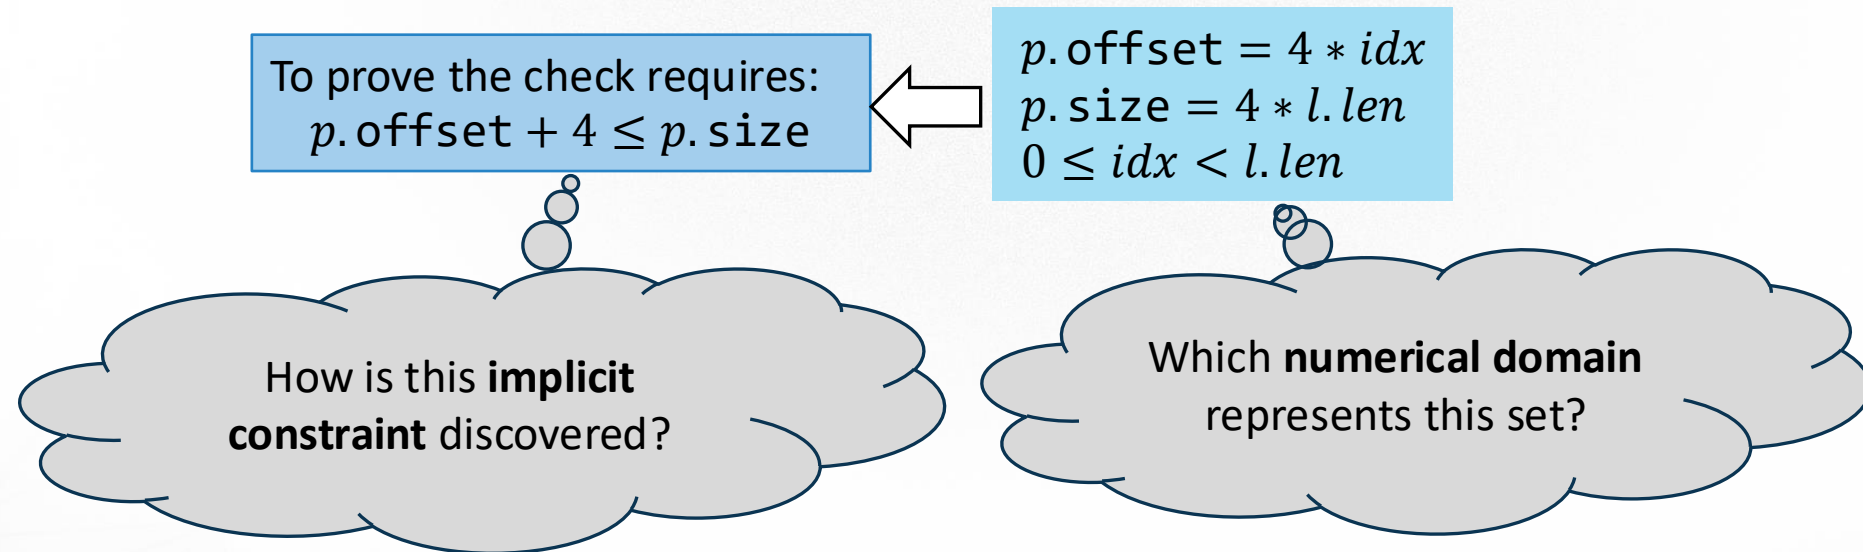 To prove the check requires:
p.offset + 4 ≤ p.size
p.offset = 4 * idx
p.size = 4 * l.len
0 ≤ idx < l.len
How is this implicit
constraint discovered?
Which numerical domain
represents this set?